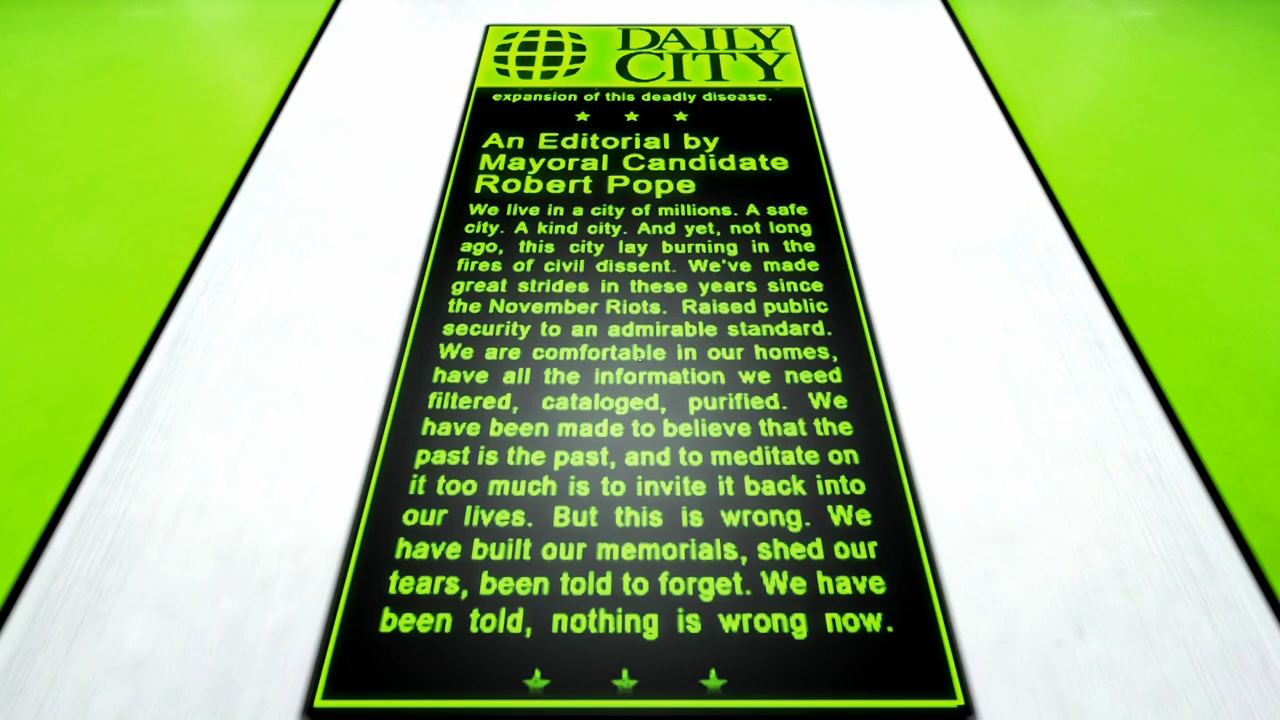 DAILY
CITY
expansion of this deadly disease.
An Editorial by
Mayoral Candidate
Robert Pope
We live in a city of millions. A safe
city. A kind city. And yet, not long
ago, this city lay burning in the
fires of civil dissent. We've made
great strides in these years since
the November Riots. Raised public
security to an admirable standard.
We are comfortable in our homes,
have all the information we need
filtered, cataloged, purified. We
have been made to believe that the
past is the past, and to meditate on
it too much is to invite it back into
our lives. But this is wrong. We
have built our memorials, shed our
tears, been told to forget. We have
been told, nothing is wrong now.